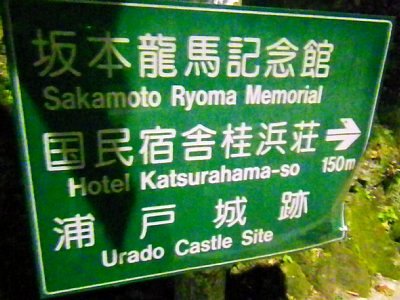 坂本龍馬記念館
Sakamoto Ryoma Memorial
国民宿舎桂浜荘 →
Hotel Katsurahama-so 150m
浦戸城跡
Urado Castle Site